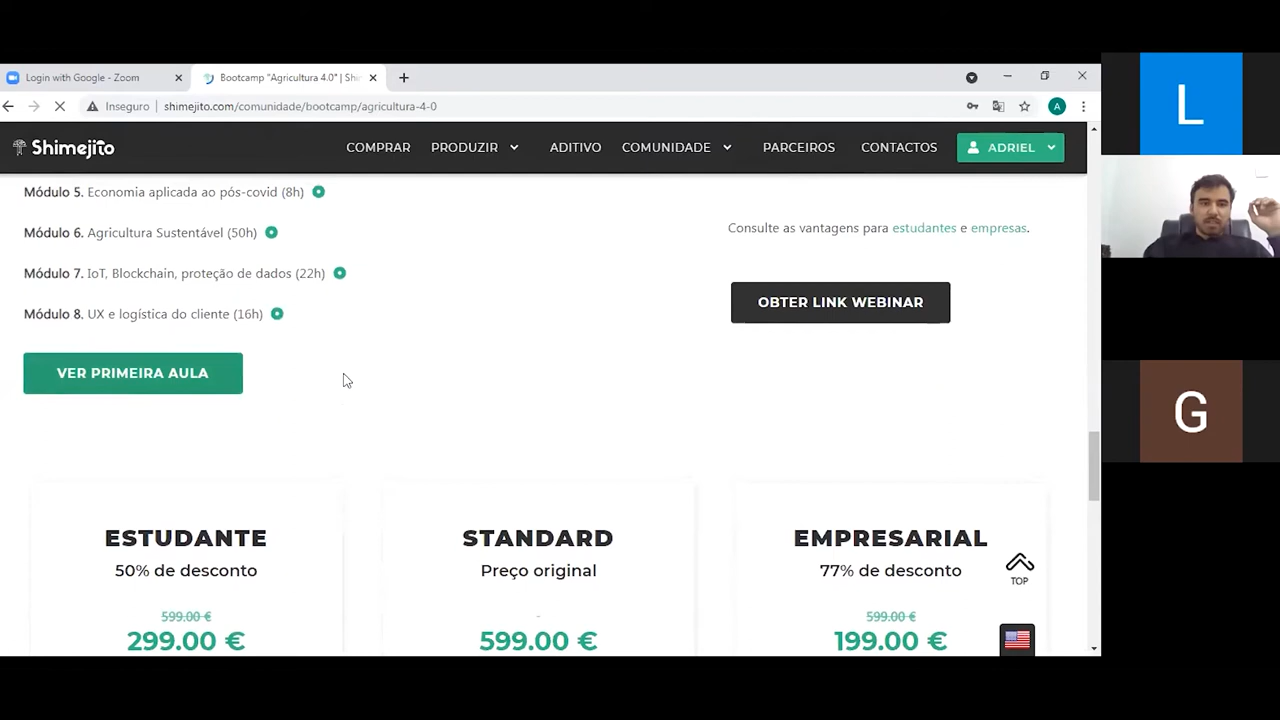 Login with Google - Zoom
Bootcamp "Agricultura 4.0" | Shi
Inseguro
shimejito.com/comunidade/bootcamp/agricultura-4-0
A
Shimejito
COMPRAR
PRODUZIR
ADITIVO
COMUNIDADE
PARCEIROS
CONTACTOS
ADRIEL
Módulo 5. Economia aplicada ao pós-covid (8h)
Módulo 6. Agricultura Sustentável (50h)
Módulo 7. IoT, Blockchain, proteção de dados (22h)
Módulo 8. UX e logística do cliente (16h)
VER PRIMEIRA AULA
Consulte as vantagens para estudantes e empresas.
OBTER LINK WEBINAR
ESTUDANTE
50% de desconto
599.00 €
299.00 €
STANDARD
Preço original
-
599.00 €
EMPRESARIAL
77% de desconto
599.00 €
199.00 €
TOP
L
G